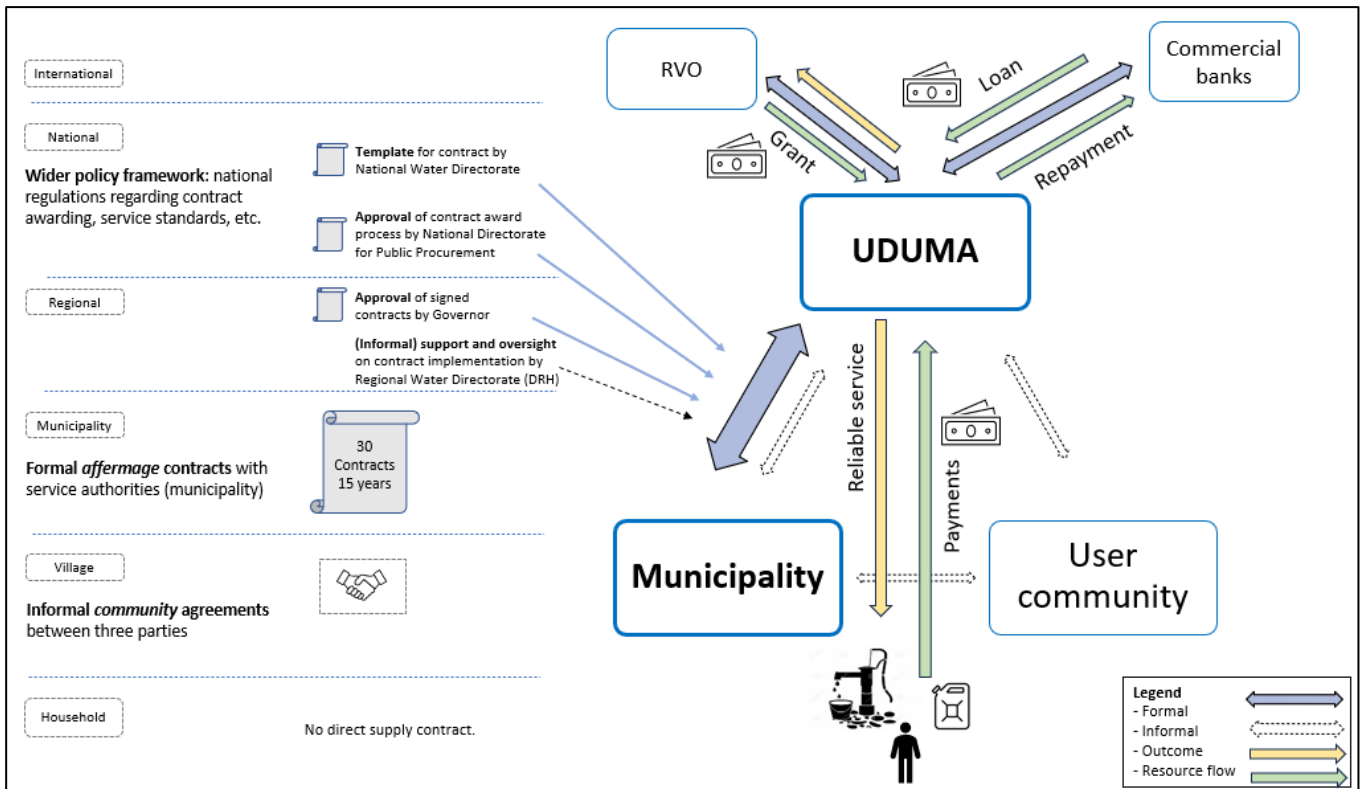 International
National
Wider policy framework: national
regulations regarding contract
awarding, service standards, etc.
Template for contract by
National Water Directorate
Approval of contract award
process by National Directorate
for Public Procurement
Regional
Approval of signed
contracts by Governor
(Informal) support and oversight
on contract implementation by
Regional Water Directorate (DRH)
Municipality
Formal affermage contracts with
service authorities (municipality)
30
Contracts
15 years
Village
Informal community agreements
between three parties
Household
No direct supply contract.
RVO
Commercial
banks
Grant
Loan
Repayment
UDUMA
Reliable service
Payments
Municipality
User
community
Legend
- Formal
- Informal
- Outcome
- Resource flow